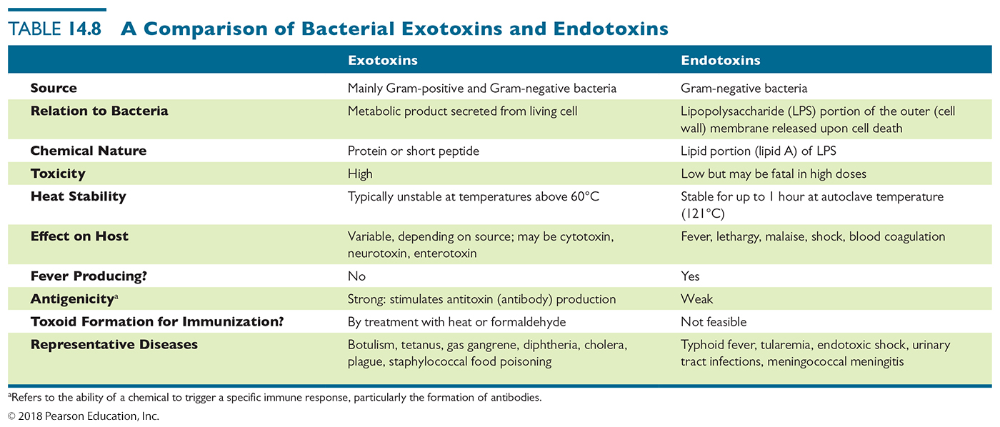 TABLE 14.8 A Comparison of Bacterial Exotoxins and Endotoxins
Exotoxins Endotoxins
Source Mainly Gram-positive and Gram-negative bacteria Gram-negative bacteria
Relation to Bacteria Metabolic product secreted from living cell Lipopolysaccharide (LPS) portion of the outer (cell
wall) membrane released upon cell death
Chemical Nature Protein or short peptide Lipid portion (lipid A) of LPS
Toxicity High Low but may be fatal in high doses
Heat Stability Typically unstable at temperatures above 60°C Stable for up to 1 hour at autoclave temperature
(121°C)
Effect on Host Variable, depending on source; may be cytotoxin, Fever, lethargy, malaise, shock, blood coagulation
neurotoxin, enterotoxin
Fever Producing? No Yes
Antigenicityᵃ Strong: stimulates antitoxin (antibody) production Weak
Toxoid Formation for Immunization? By treatment with heat or formaldehyde Not feasible
Representative Diseases Botulism, tetanus, gas gangrene, diphtheria, cholera, Typhoid fever, tularemia, endotoxic shock, urinary
plague, staphylococcal food poisoning tract infections, meningococcal meningitis
ᵃRefers to the ability of a chemical to trigger a specific immune response, particularly the formation of antibodies.
© 2018 Pearson Education, Inc.